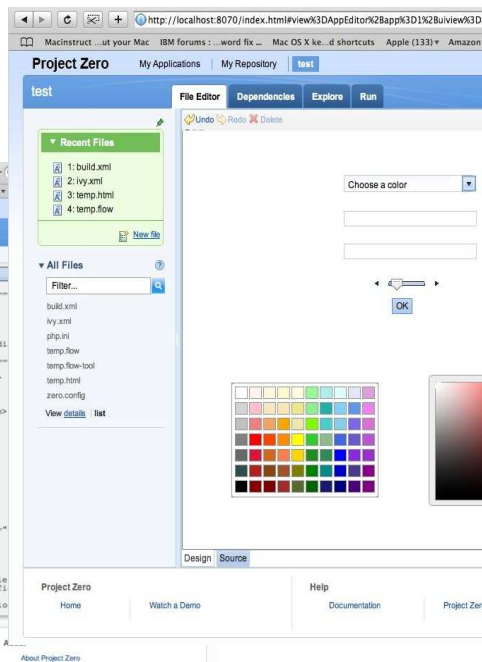 http://localhost:8070/index.html#view%3DAppEditor%2Bapp%3D1%2Buiview%3D
Macinstruct ...ut your Mac IBM forums : ...word fix ... Mac OS X ke...d shortcuts Apple (133) Amazon
Project Zero My Applications My Repository test
test
File Editor Dependencies Explore Run
Undo Redo Delete
Recent Files
1: build.xml
2: ivy.xml
3: temp.html
4: temp.flow
New file
All Files
Filter...
build.xml
ivy.xml
php.ini
temp.flow
temp.flow-tool
temp.html
zero.config
View details list
Choose a color
OK
Design Source
Project Zero Help
Home Watch a Demo Documentation Project Zer
About Project Zero